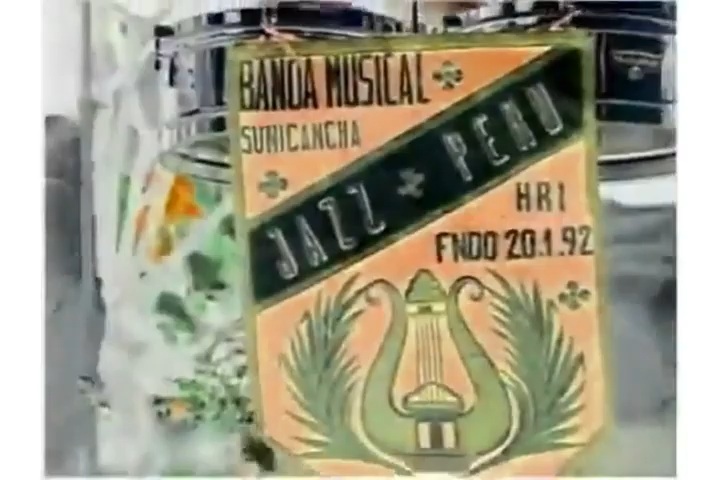 BANDA MUSICAL
SUNICANCHA
JAZZ PERU
HRI
FNDO 20.1.92